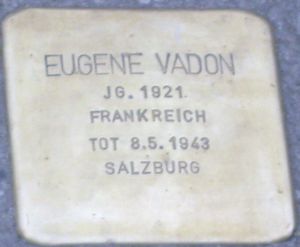 EUGENE VADON
JG. 1921
FRANKREICH
TOT 8.5.1943
SALZBURG